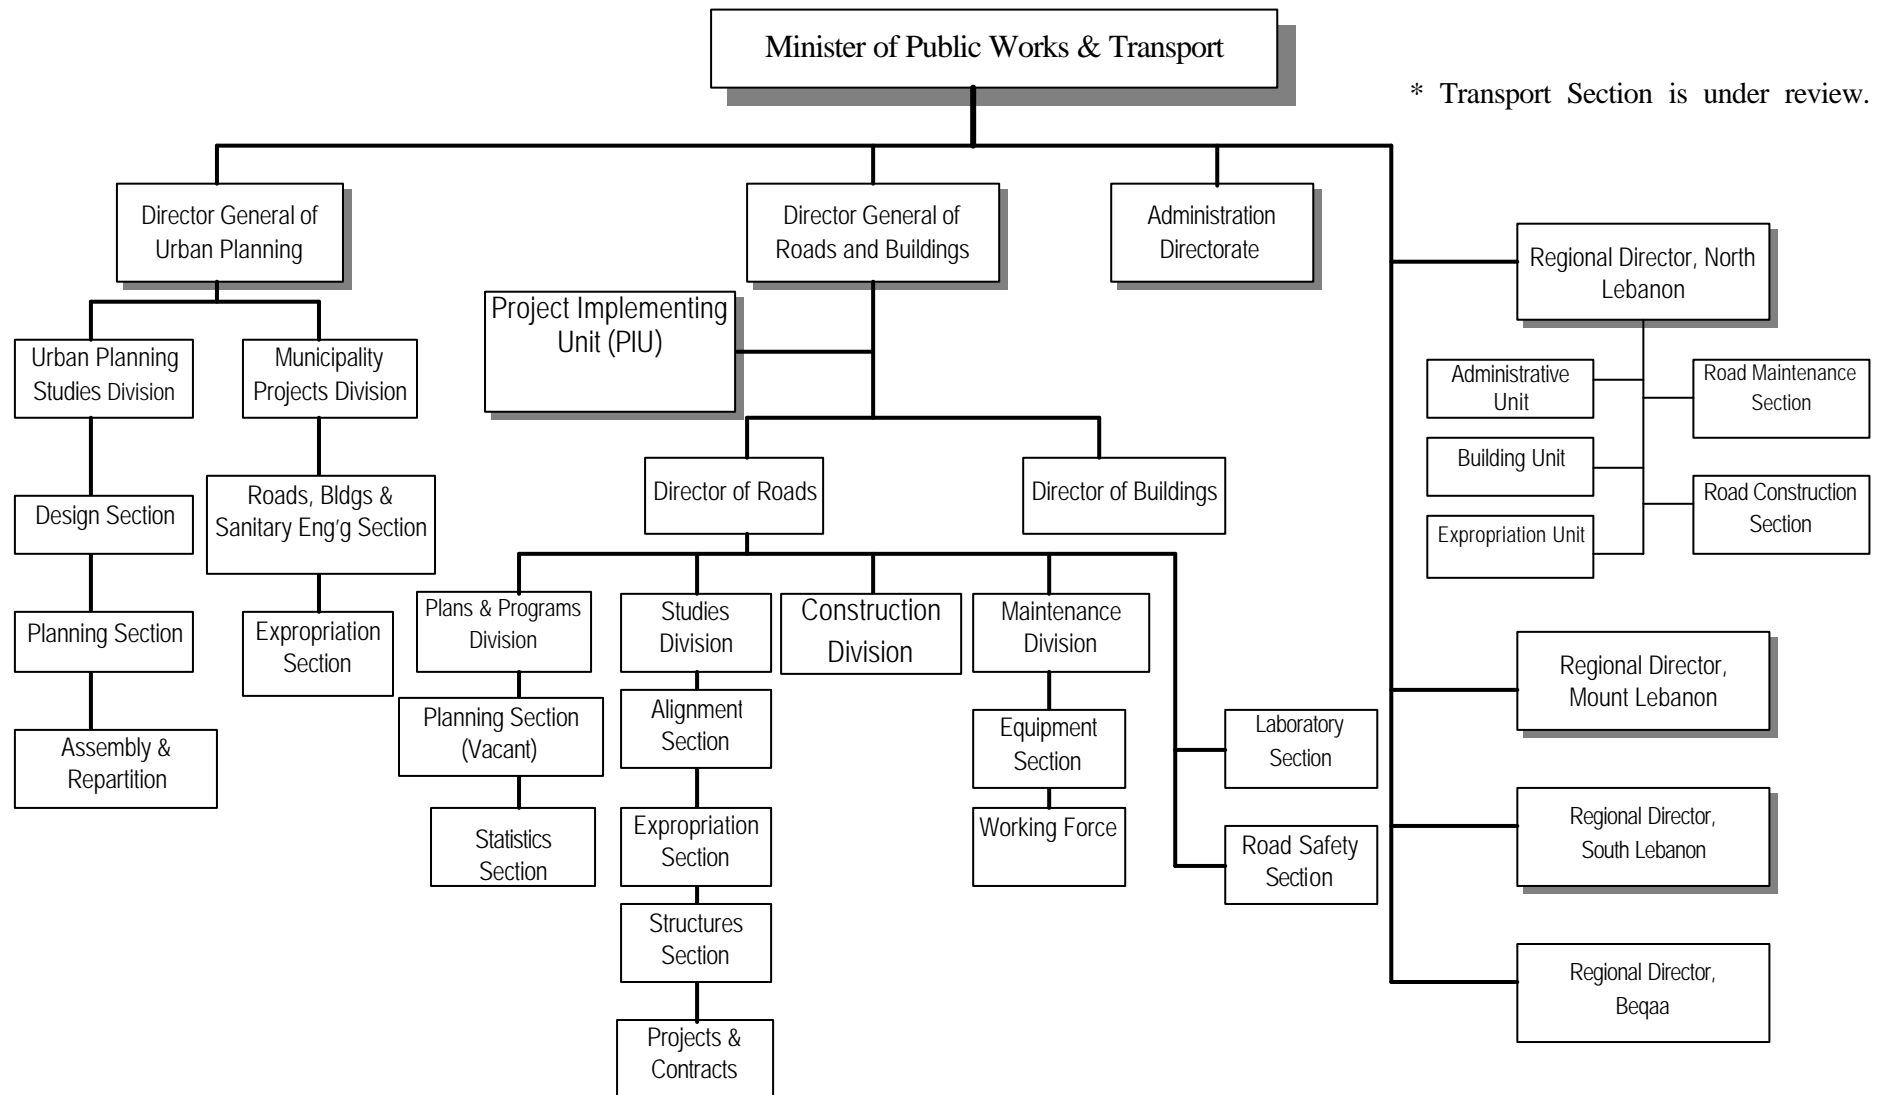 Minister of Public Works & Transport
* Transport Section is under review.
Director General of
Urban Planning
Director General of
Roads and Buildings
Administration
Directorate
Regional Director, North
Lebanon
Project Implementing
Unit (PIU)
Urban Planning
Studies Division
Municipality
Projects Division
Administrative
Unit
Road Maintenance
Section
Building Unit
Road Construction
Section
Expropriation Unit
Director of Roads
Director of Buildings
Design Section
Roads, Bldgs &
Sanitary Eng'g Section
Planning Section
Expropriation
Section
Assembly &
Repartition
Plans & Programs
Division
Studies
Division
Construction
Division
Maintenance
Division
Planning Section
(Vacant)
Alignment
Section
Equipment
Section
Laboratory
Section
Statistics
Section
Expropriation
Section
Working Force
Road Safety
Section
Structures
Section
Projects &
Contracts
Regional Director,
Mount Lebanon
Regional Director,
South Lebanon
Regional Director,
Beqaa